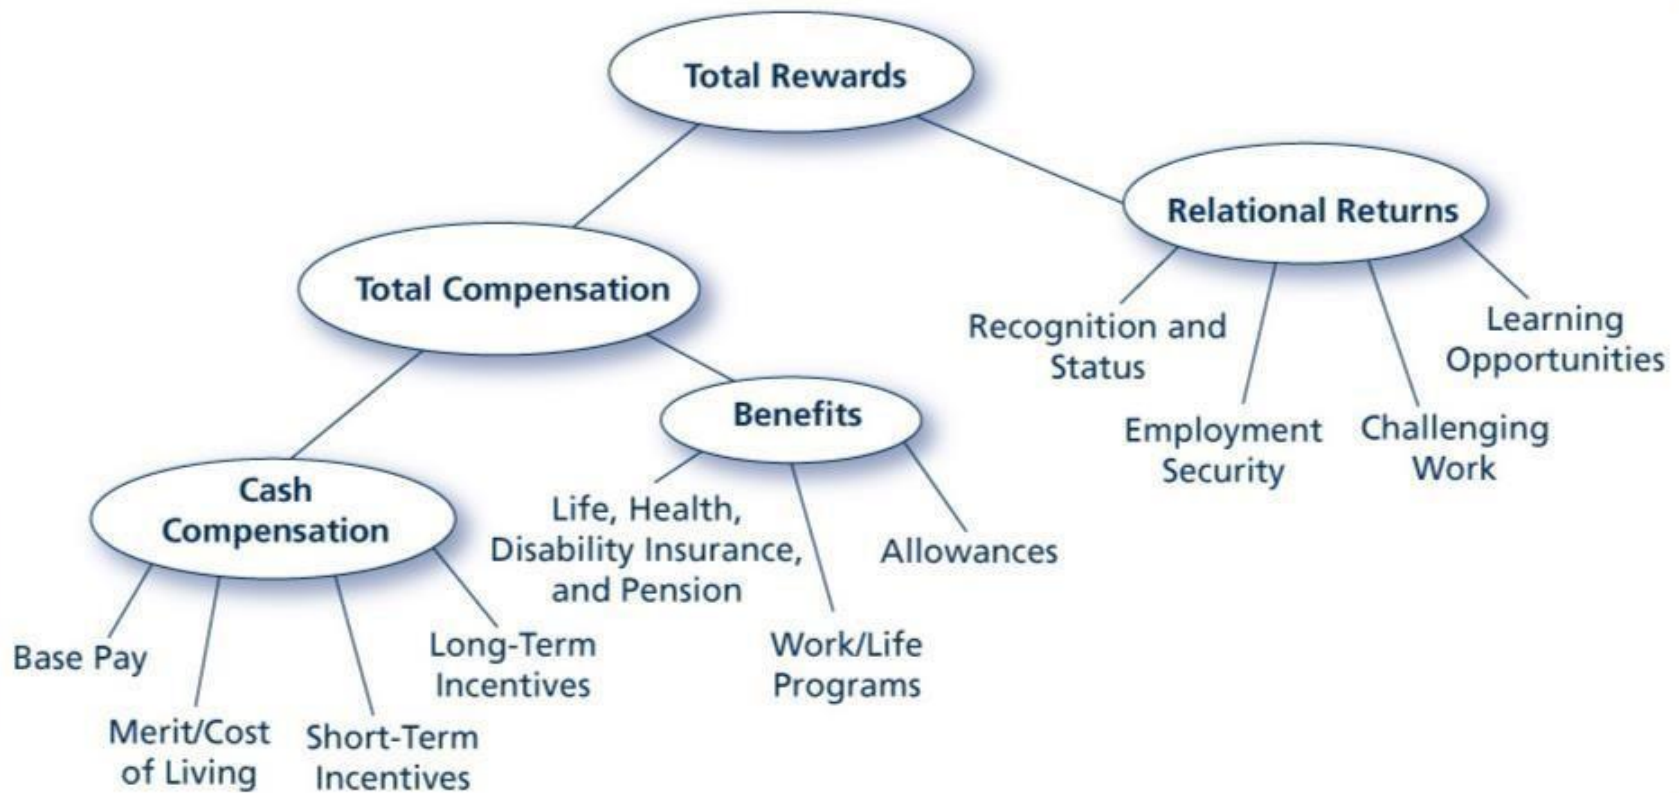 Total Rewards
Relational Returns
Recognition and
Status
Employment
Security
Challenging
Work
Learning
Opportunities
Total Compensation
Benefits
Life, Health,
Disability Insurance,
and Pension
Work/Life
Programs
Allowances
Cash
Compensation
Base Pay
Merit/Cost
of Living
Short-Term
Incentives
Long-Term
Incentives